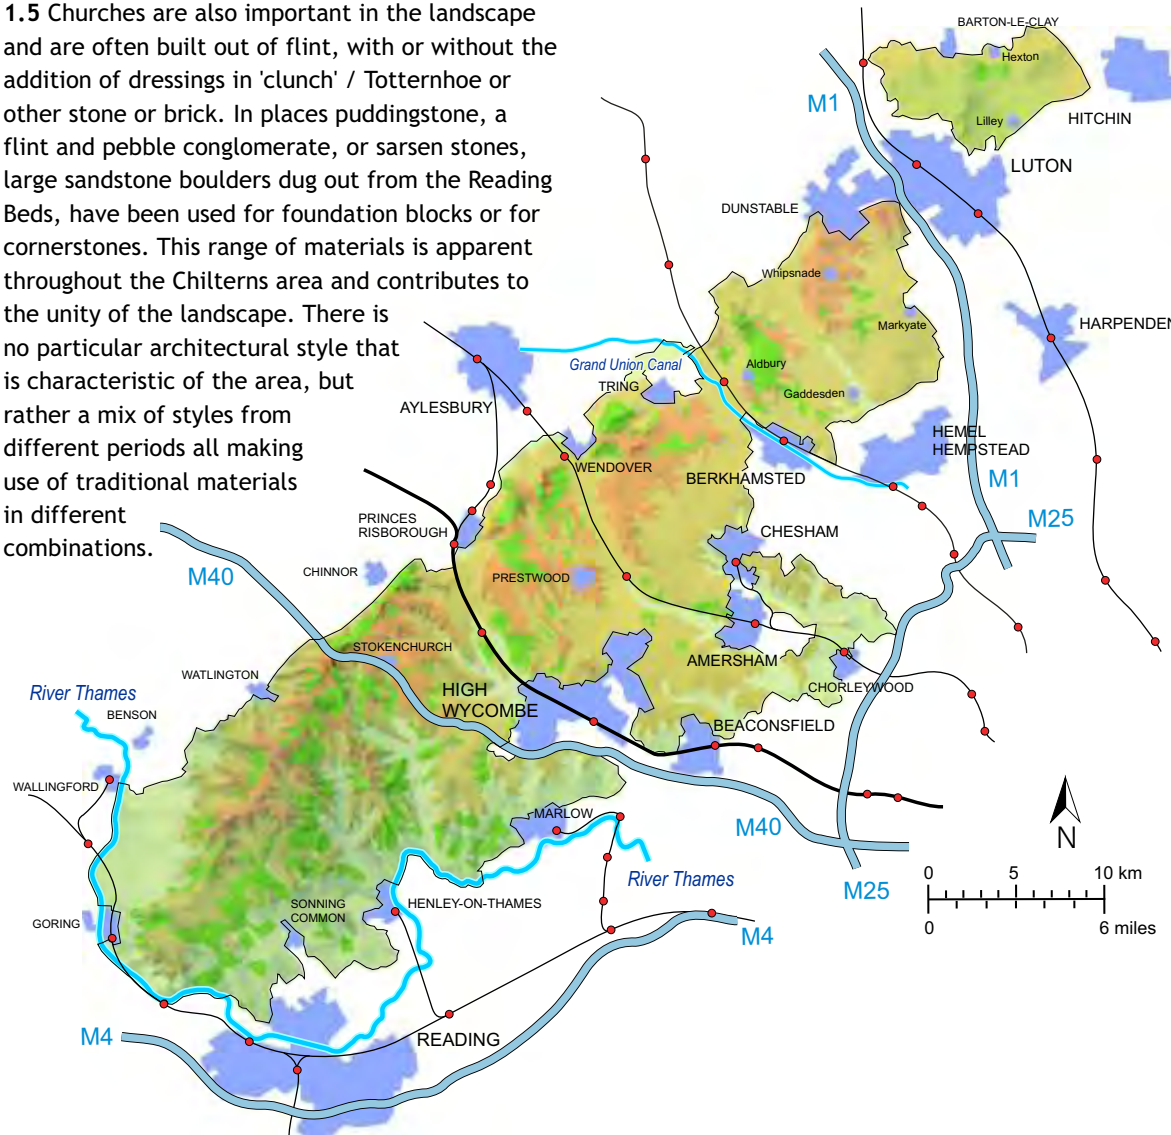 1.5 Churches are also important in the landscape
and are often built out of flint, with or without the
addition of dressings in 'clunch' / Totternhoe or
other stone or brick. In places puddingstone, a
flint and pebble conglomerate, or sarsen stones,
large sandstone boulders dug out from the Reading
Beds, have been used for foundation blocks or for
cornerstones. This range of materials is apparent
throughout the Chilterns area and contributes to
the unity of the landscape. There is
no particular architectural style that
is characteristic of the area, but
rather a mix of styles from
different periods all making
use of traditional materials
in different
combinations.
BARTON-LE-CLAY
Hexton
M1
Lilley
HITCHIN
LUTON
DUNSTABLE
Whipsnade
Markyate
HARPENDEN
Grand Union Canal
Aldbury
TRING
Gaddesden
AYLESBURY
HEMEL
HEMPSTEAD
WENDOVER
BERKHAMSTED
M1
M25
PRINCES
RISBOROUGH
CHESHAM
CHINNOR
PRESTWOOD
M40
STOKENCHURCH
AMERSHAM
WATLINGTON
CHORLEYWOOD
River Thames
HIGH
WYCOMBE
BENSON
BEACONSFIELD
WALLINGFORD
MARLOW
M40
N
River Thames
M25
0 5 10 km
0 6 miles
SONNING
COMMON
HENLEY-ON-THAMES
GORING
M4
M4
READING